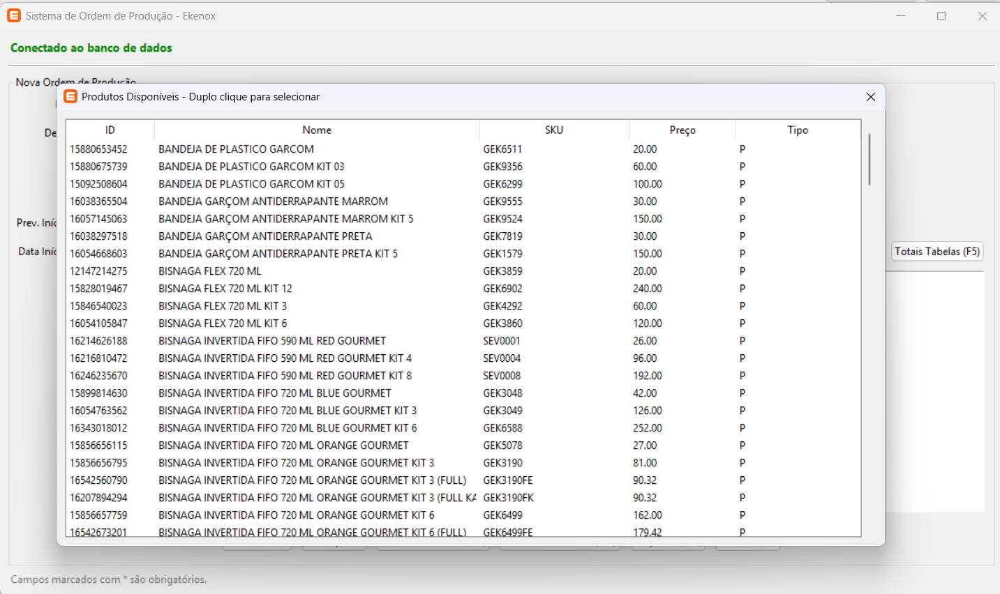 Sistema de Ordem de Produção - Ekenox
Conectado ao banco de dados
Nova Ordem de Produção
Produtos Disponíveis - Duplo clique para selecionar
De
Prev. Iníc
Data Iníc
Totais Tabelas (F5)
ID Nome SKU Preço Tipo
15880653452 BANDEJA DE PLASTICO GARCOM GEK6511 20.00 P
15880675739 BANDEJA DE PLASTICO GARCOM KIT 03 GEK9356 60.00 P
15092508604 BANDEJA DE PLASTICO GARCOM KIT 05 GEK6299 100.00 P
16038365504 BANDEJA GARÇOM ANTIDERRAPANTE MARROM GEK9555 30.00 P
16057145063 BANDEJA GARÇOM ANTIDERRAPANTE MARROM KIT 5 GEK9524 150.00 P
16038297518 BANDEJA GARÇOM ANTIDERRAPANTE PRETA GEK7819 30.00 P
16054668603 BANDEJA GARÇOM ANTIDERRAPANTE PRETA KIT 5 GEK1579 150.00 P
12147214275 BISNAGA FLEX 720 ML GEK3859 20.00 P
15828019467 BISNAGA FLEX 720 ML KIT 12 GEK6902 240.00 P
15846540023 BISNAGA FLEX 720 ML KIT 3 GEK4292 60.00 P
16054105847 BISNAGA FLEX 720 ML KIT 6 GEK3860 120.00 P
16214626188 BISNAGA INVERTIDA FIFO 590 ML RED GOURMET SEV0001 26.00 P
16216810472 BISNAGA INVERTIDA FIFO 590 ML RED GOURMET KIT 4 SEV0004 96.00 P
16246235670 BISNAGA INVERTIDA FIFO 590 ML RED GOURMET KIT 8 SEV0008 192.00 P
15899814630 BISNAGA INVERTIDA FIFO 720 ML BLUE GOURMET GEK3048 42.00 P
16054763562 BISNAGA INVERTIDA FIFO 720 ML BLUE GOURMET KIT 3 GEK3049 126.00 P
16343018012 BISNAGA INVERTIDA FIFO 720 ML BLUE GOURMET KIT 6 GEK6588 252.00 P
15856656115 BISNAGA INVERTIDA FIFO 720 ML ORANGE GOURMET GEK5078 27.00 P
15856656795 BISNAGA INVERTIDA FIFO 720 ML ORANGE GOURMET KIT 3 GEK3190 81.00 P
16542560790 BISNAGA INVERTIDA FIFO 720 ML ORANGE GOURMET KIT 3 (FULL) GEK3190FE 90.32 P
16207894294 BISNAGA INVERTIDA FIFO 720 ML ORANGE GOURMET KIT 3 (FULL KA GEK3190FK 90.32 P
15856657759 BISNAGA INVERTIDA FIFO 720 ML ORANGE GOURMET KIT 6 GEK6499 162.00 P
16542673201 BISNAGA INVERTIDA FIFO 720 ML ORANGE GOURMET KIT 6 (FULL) GEK6499FE 179.42 P
Campos marcados com * são obrigatórios.